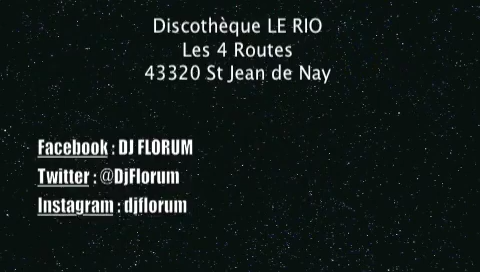 Discothèque LE RIO
Les 4 Routes
43320 St Jean de Nay
Facebook : DJ FLORUM
Twitter : @DjFlorum
Instagram : djflorum